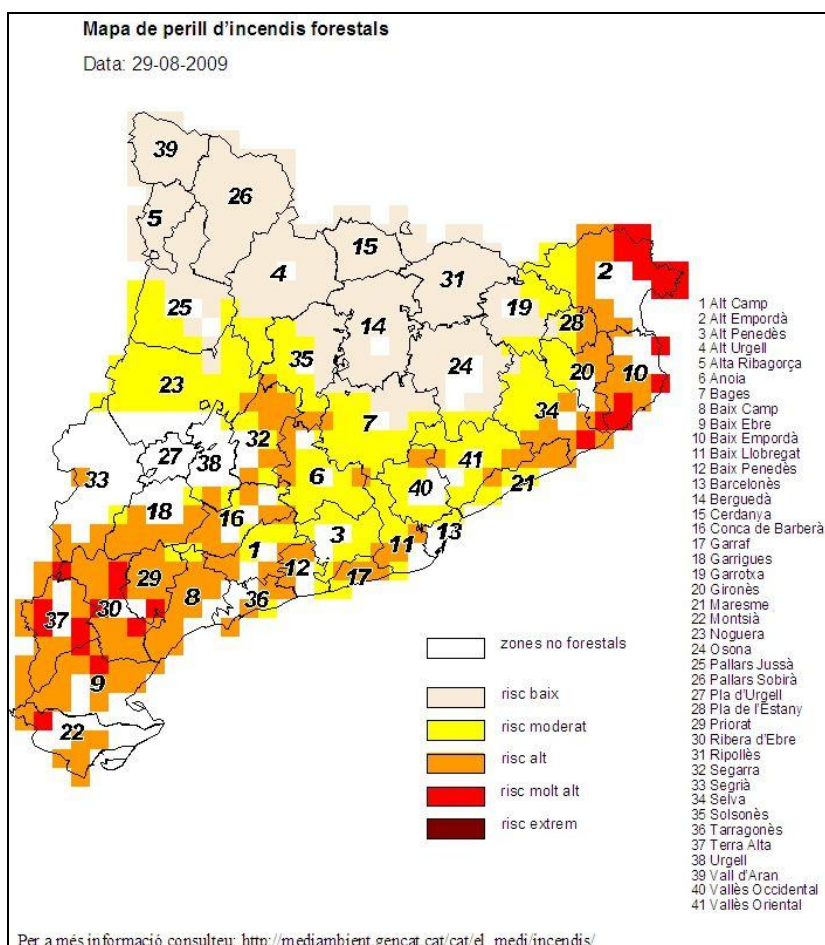 Mapa de perill d'incendis forestals
Data: 29-08-2009
39
26
5
15
4
31
2
25
19
14
28
35
24
20
10
23
7
34
32
27
38
41
33
6
40
21
18
16
3
13
1
11
29
12
17
8
36
30
37
9
22
zones no forestals
risc baix
risc moderat
risc alt
risc molt alt
risc extrem
1 Alt Camp
2 Alt Empordà
3 Alt Penedès
4 Alt Urgell
5 Alta Ribagorça
6 Anoia
7 Bages
8 Baix Camp
9 Baix Ebre
10 Baix Empordà
11 Baix Llobregat
12 Baix Penedès
13 Barcelonès
14 Berguedà
15 Cerdanya
16 Conca de Barberà
17 Garraf
18 Garrigues
19 Garrotxa
20 Gironès
21 Maresme
22 Montsià
23 Noguera
24 Osona
25 Pallars Jussà
26 Pallars Sobirà
27 Pla d'Urgell
28 Pla de l'Estany
29 Priorat
30 Ribera d'Ebre
31 Ripollès
32 Segarra
33 Segrià
34 Selva
35 Solsonès
36 Tarragonès
37 Terra Alta
38 Urgell
39 Vall d'Aran
40 Vallès Occidental
41 Vallès Oriental
Per a més informació consulteu: http://mediambient.gencat.cat/cat/el_medi/incendis/